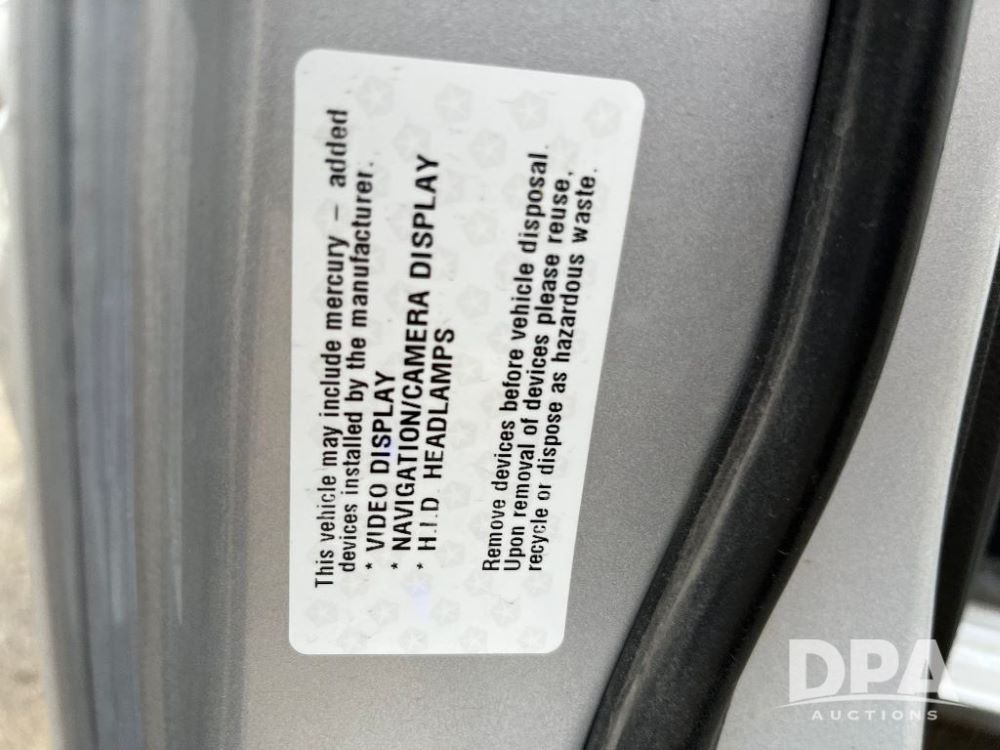 This vehicle may include mercury – added
devices installed by the manufacturer.
* VIDEO DISPLAY
* NAVIGATION/CAMERA DISPLAY
* H.I.D. HEADLAMPS
Remove devices before vehicle disposal.
Upon removal of devices please reuse,
recycle or dispose as hazardous waste.
DPA
AUCTIONS